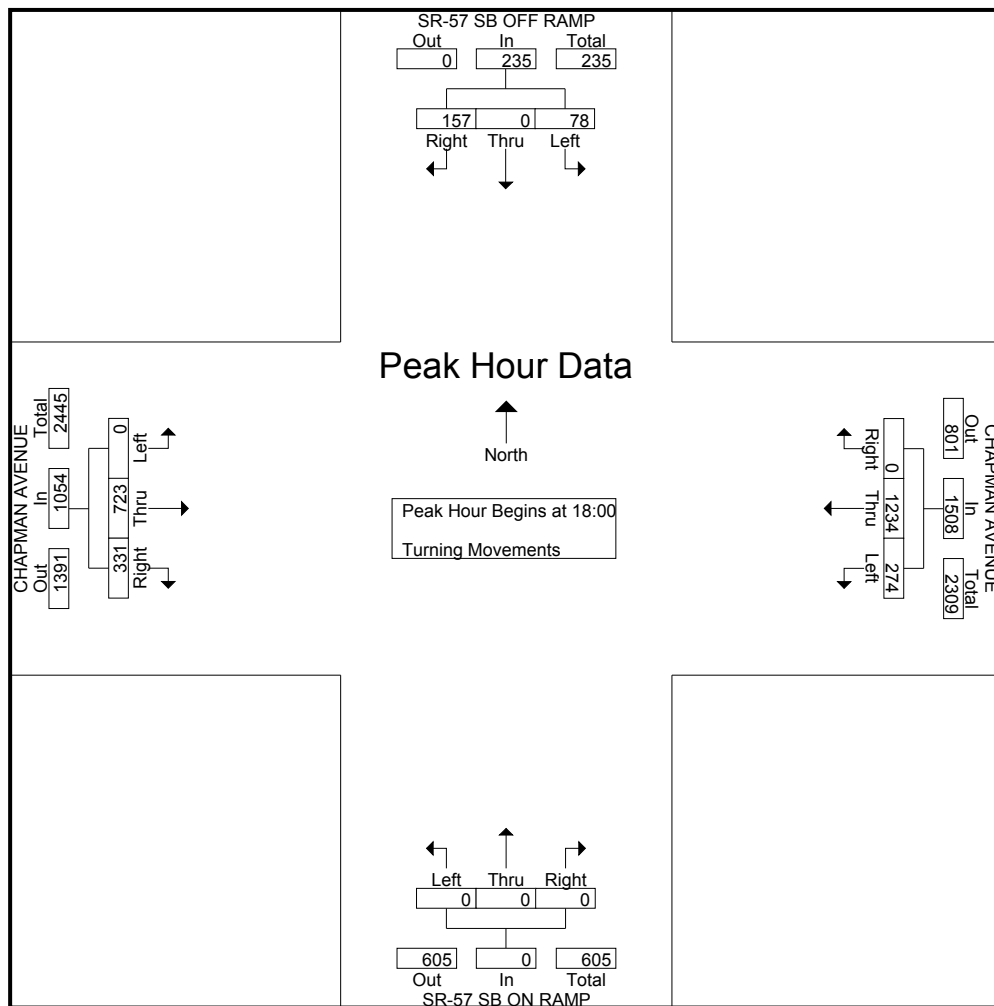 SR-57 SB OFF RAMP
Out In Total
0 235 235
157 0 78
Right Thru Left
Peak Hour Data
North
Peak Hour Begins at 18:00
Turning Movements
CHAPMAN AVENUE
Out In Total
1391 1054 2445
331 723 0
Right Thru Left
CHAPMAN AVENUE
Out In Total
801 1508 2309
0 1234 274
Right Thru Left
Left Thru Right
0 0 0
605 0 605
Out In Total
SR-57 SB ON RAMP